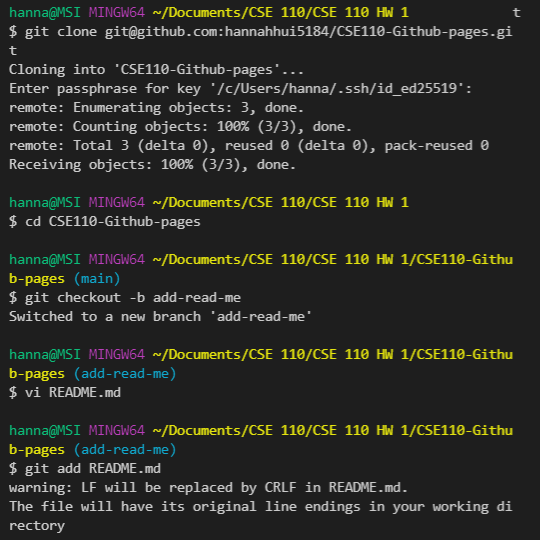 hanna@MSI MINGW64 ~/Documents/CSE 110/CSE 110 HW 1 t
$ git clone git@github.com:hannahhui5184/CSE110-Github-pages.gi
t
Cloning into 'CSE110-Github-pages'...
Enter passphrase for key '/c/Users/hanna/.ssh/id_ed25519':
remote: Enumerating objects: 3, done.
remote: Counting objects: 100% (3/3), done.
remote: Total 3 (delta 0), reused 0 (delta 0), pack-reused 0
Receiving objects: 100% (3/3), done.
hanna@MSI MINGW64 ~/Documents/CSE 110/CSE 110 HW 1
$ cd CSE110-Github-pages
hanna@MSI MINGW64 ~/Documents/CSE 110/CSE 110 HW 1/CSE110-Githu
b-pages (main)
$ git checkout -b add-read-me
Switched to a new branch 'add-read-me'
hanna@MSI MINGW64 ~/Documents/CSE 110/CSE 110 HW 1/CSE110-Githu
b-pages (add-read-me)
$ vi README.md
hanna@MSI MINGW64 ~/Documents/CSE 110/CSE 110 HW 1/CSE110-Githu
b-pages (add-read-me)
$ git add README.md
warning: LF will be replaced by CRLF in README.md.
The file will have its original line endings in your working di
rectory